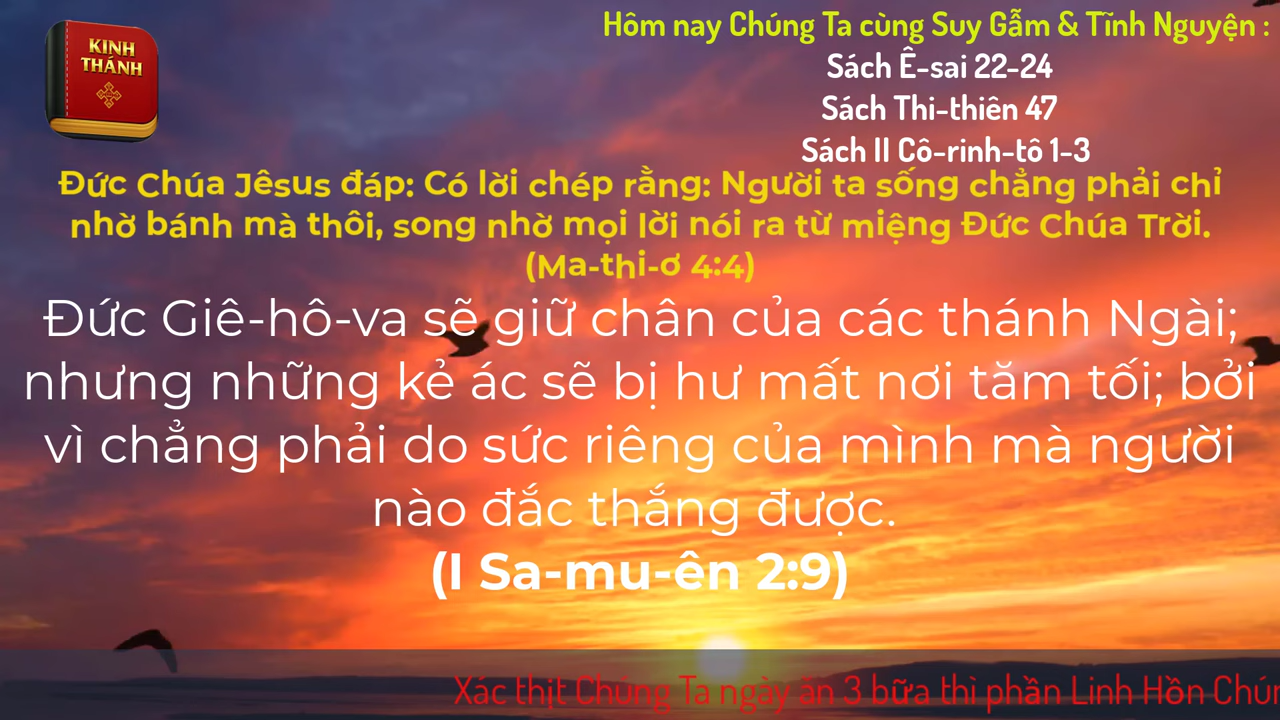 KINH
THÁNH
Hôm nay Chúng Ta cùng Suy Gẫm & Tĩnh Nguyện :
Sách Ê-sai 22-24
Sách Thi-thiên 47
Sách II Cô-rinh-tô 1-3
Đức Chúa Jêsus đáp: Có lời chép rằng: Người ta sống chẳng phải chỉ
nhờ bánh mà thôi, song nhờ mọi lời nói ra từ miệng Đức Chúa Trời.
(Ma-thi-ơ 4:4)
Đức Giê-hô-va sẽ giữ chân của các thánh Ngài;
nhưng những kẻ ác sẽ bị hư mất nơi tăm tối; bởi
vì chẳng phải do sức riêng của mình mà người
nào đắc thắng được.
(I Sa-mu-ên 2:9)
Xác thịt Chúng Ta ngày ăn 3 bữa thì phần Linh Hồn